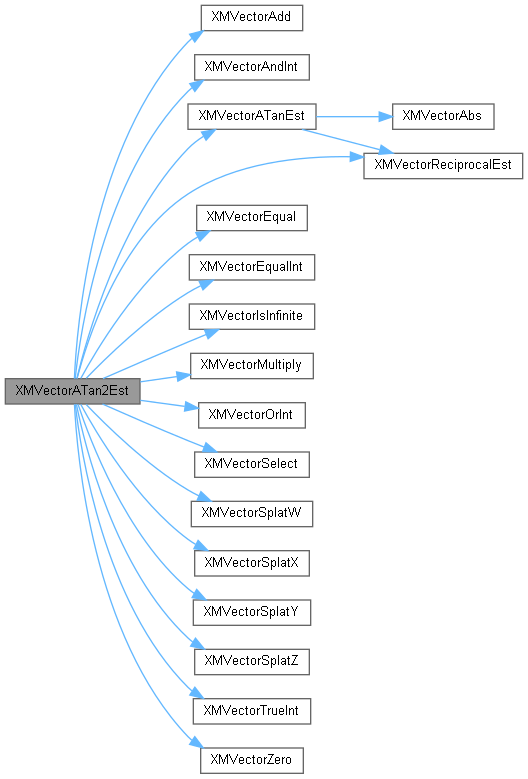 XMVectorAdd
XMVectorAndInt
XMVectorATanEst
XMVectorAbs
XMVectorReciprocalEst
XMVectorEqual
XMVectorEqualInt
XMVectorIsInfinite
XMVectorMultiply
XMVectorATan2Est
XMVectorOrInt
XMVectorSelect
XMVectorSplatW
XMVectorSplatX
XMVectorSplatY
XMVectorSplatZ
XMVectorTrueInt
XMVectorZero